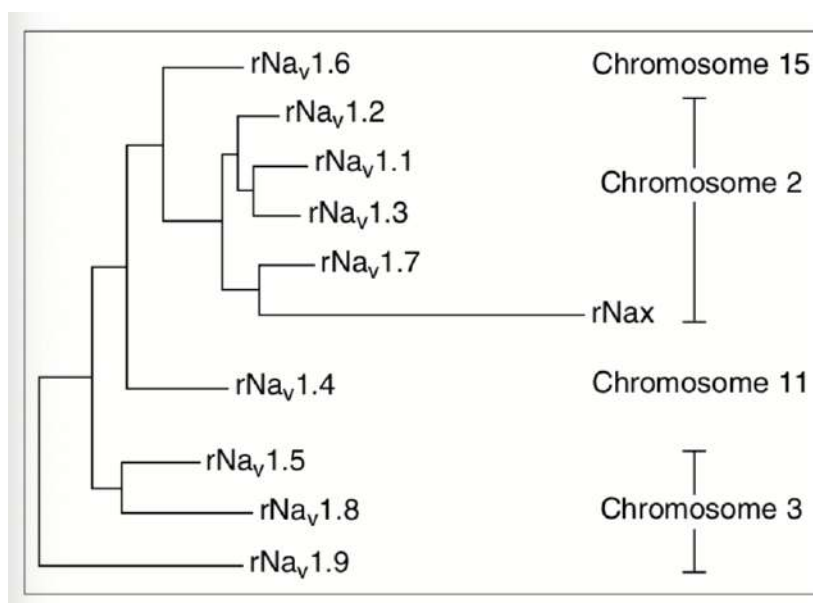 rNav1.6 Chromosome 15
rNav1.2
rNav1.1
Chromosome 2
rNav1.3
rNav1.7
rNax
rNav1.4 Chromosome 11
rNav1.5
rNav1.8 Chromosome 3
rNav1.9